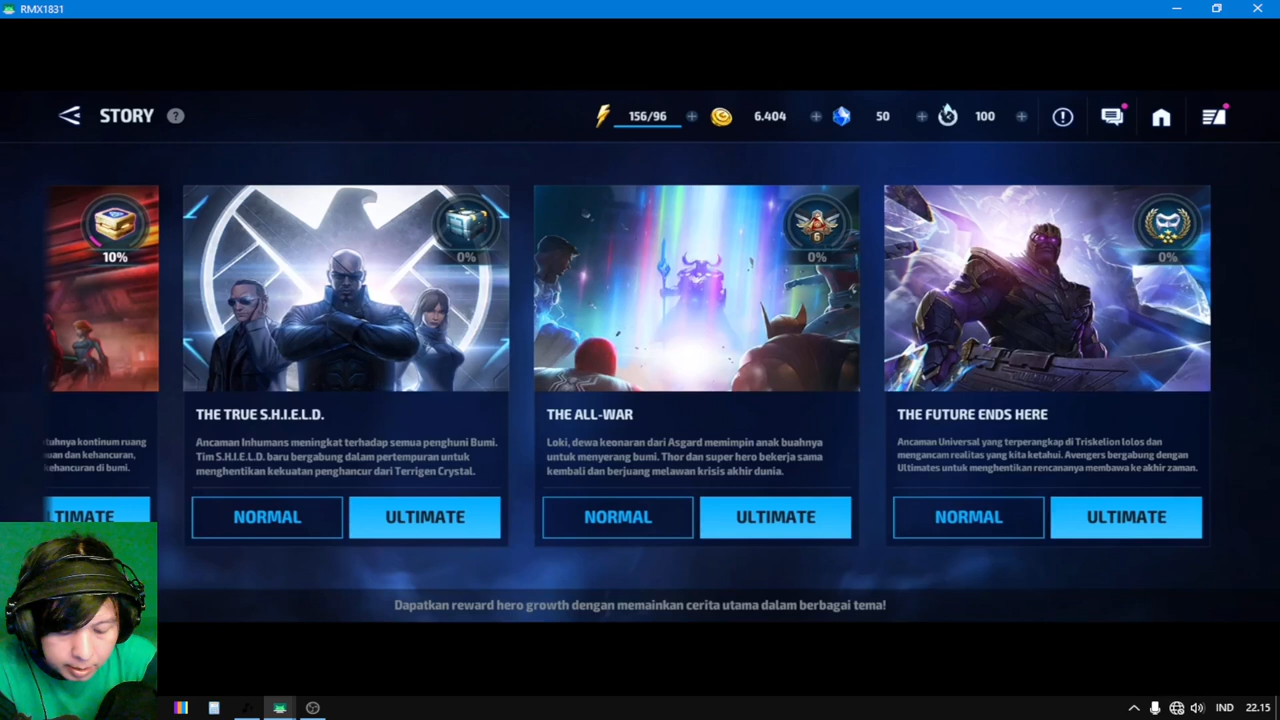 RMX1831
STORY ?
156/96 6.404 50 100
10%
0%
6
0%
0%
THE TRUE S.H.I.E.L.D.
THE ALL-WAR
THE FUTURE ENDS HERE
tuhnya kontinum ruang
uan dan kehancuran,
kehancuran di bumi.
Ancaman Inhumans meningkat terhadap semua penghuni Bumi.
Tim S.H.I.E.L.D. baru bergabung dalam pertempuran untuk
menghentikan kekuatan penghancur dari Terrigen Crystal.
Loki, dewa keonaran dari Asgard memimpin anak buahnya
untuk menyerang bumi. Thor dan super hero bekerja sama
kembali dan berjuang melawan krisis akhir dunia.
Ancaman Universal yang terperangkap di Triskelion lolos dan
mengancam realitas yang kita ketahui. Avengers bergabung dengan
Ultimates untuk menghentikan rencananya membawa ke akhir zaman.
LTIMATE
NORMAL ULTIMATE
NORMAL ULTIMATE
NORMAL ULTIMATE
Dapatkan reward hero growth dengan memainkan cerita utama dalam berbagai tema!
IND 22.15